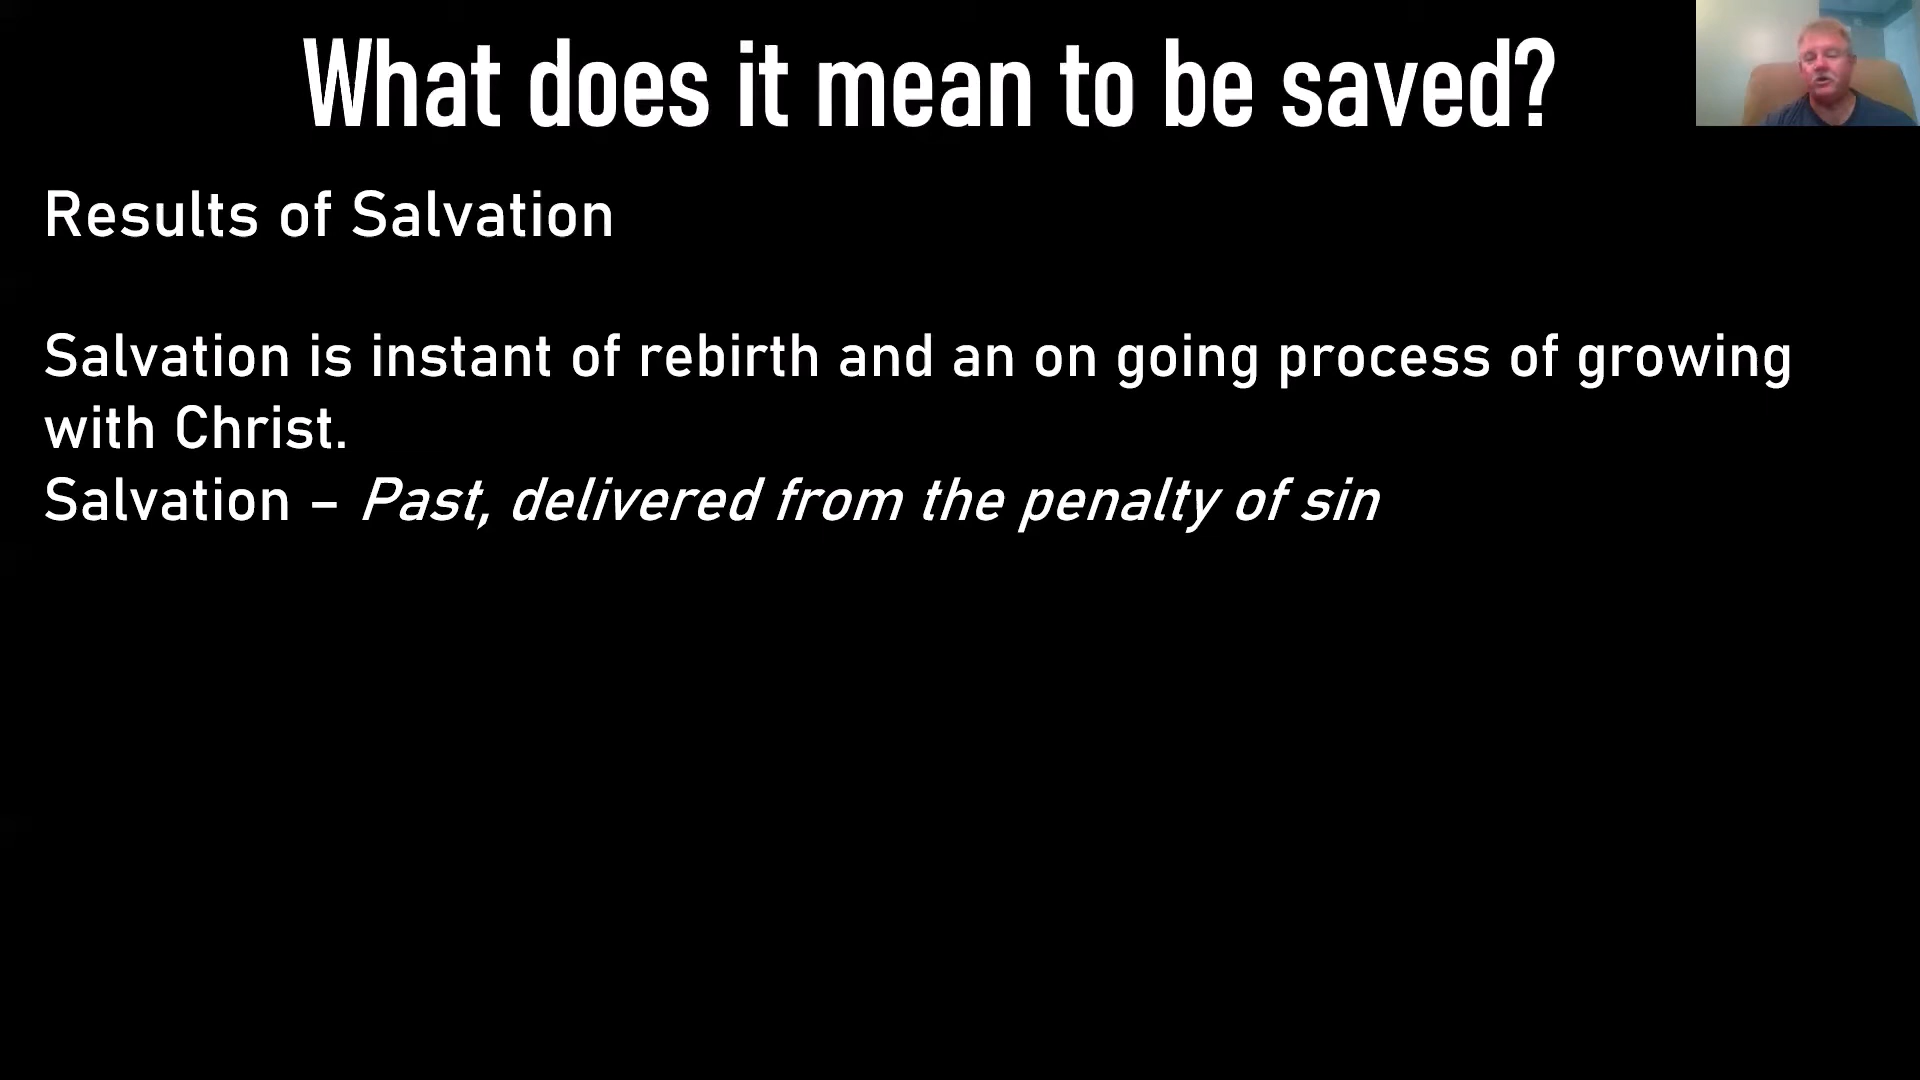 What does it mean to be saved?
Results of Salvation
Salvation is instant of rebirth and an on going process of growing
with Christ.
Salvation – Past, delivered from the penalty of sin